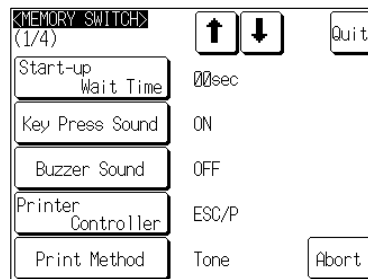 <MEMORY SWITCH>
(1/4)
Quit
Start-up
Wait Time
00sec
Key Press Sound
ON
Buzzer Sound
OFF
Printer
Controller
ESC/P
Print Method
Tone
Abort